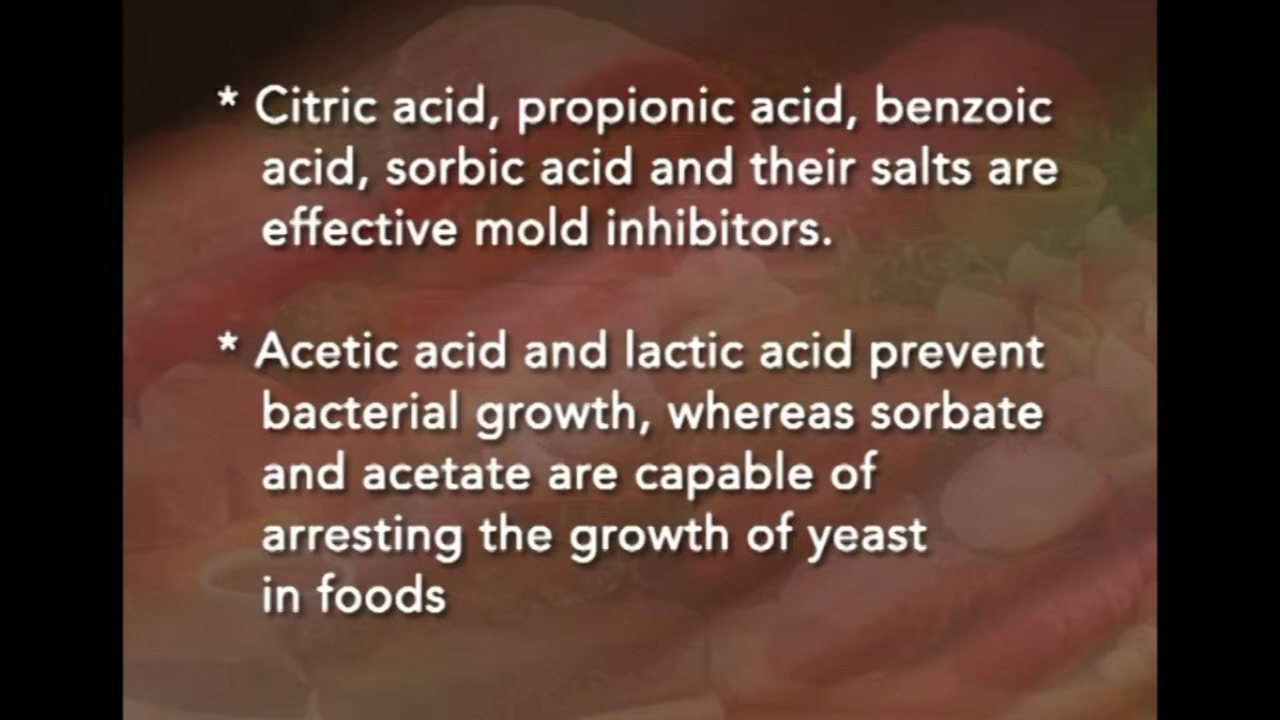 * Citric acid, propionic acid, benzoic
acid, sorbic acid and their salts are
effective mold inhibitors.
* Acetic acid and lactic acid prevent
bacterial growth, whereas sorbate
and acetate are capable of
arresting the growth of yeast
in foods